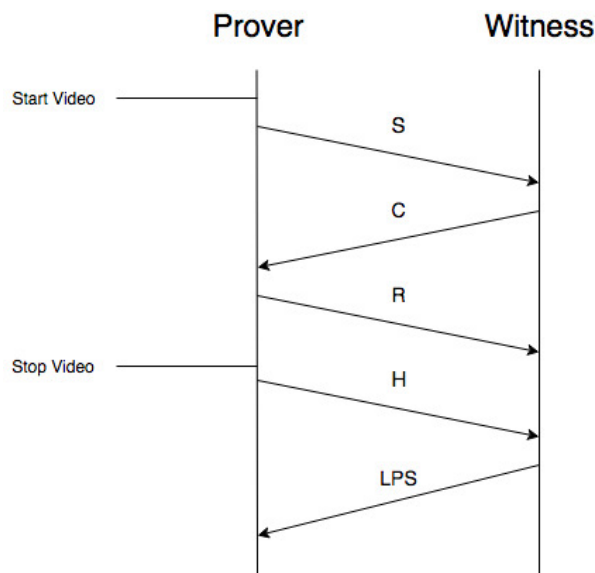 Prover
Witness
Start Video
S
C
R
Stop Video
H
LPS